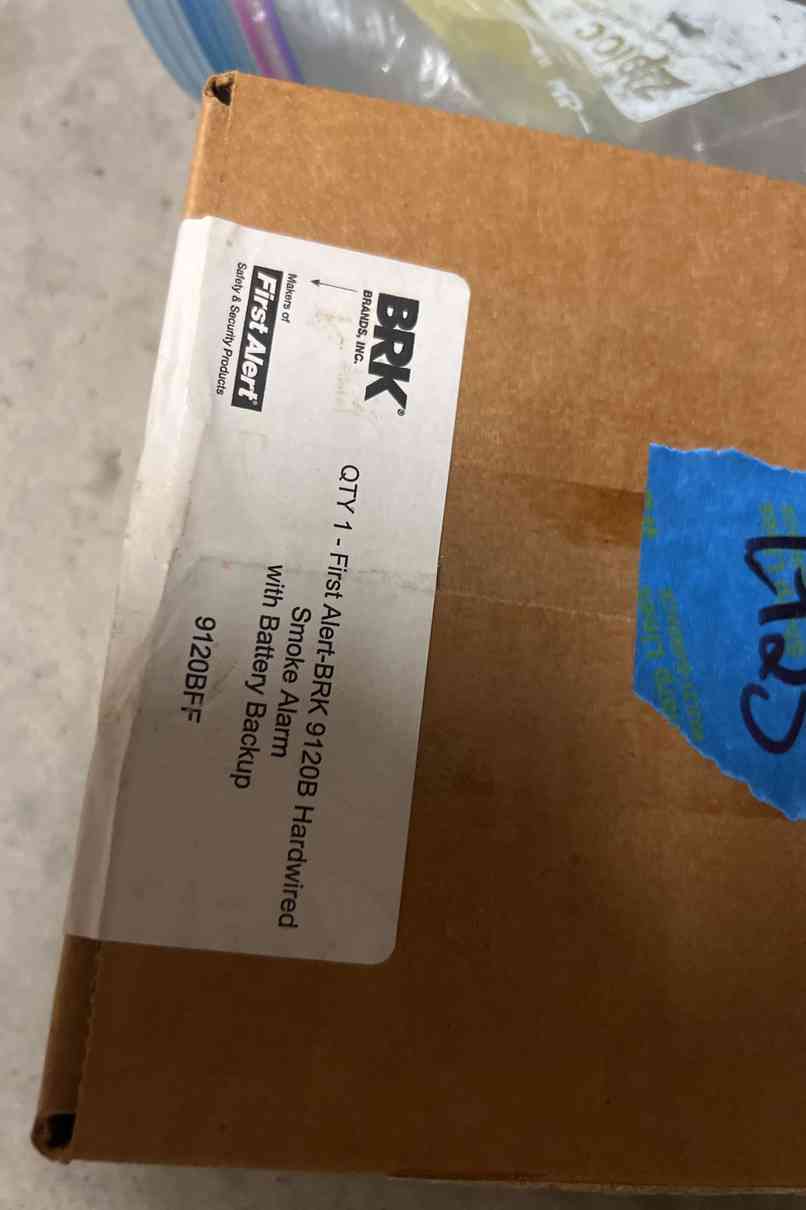 BRK®
BRANDS, INC.
Makers of
First Alert®
Safety & Security Products
QTY 1 - First Alert-BRK 9120B Hardwired
Smoke Alarm
with Battery Backup
9120BFF
Ziploc